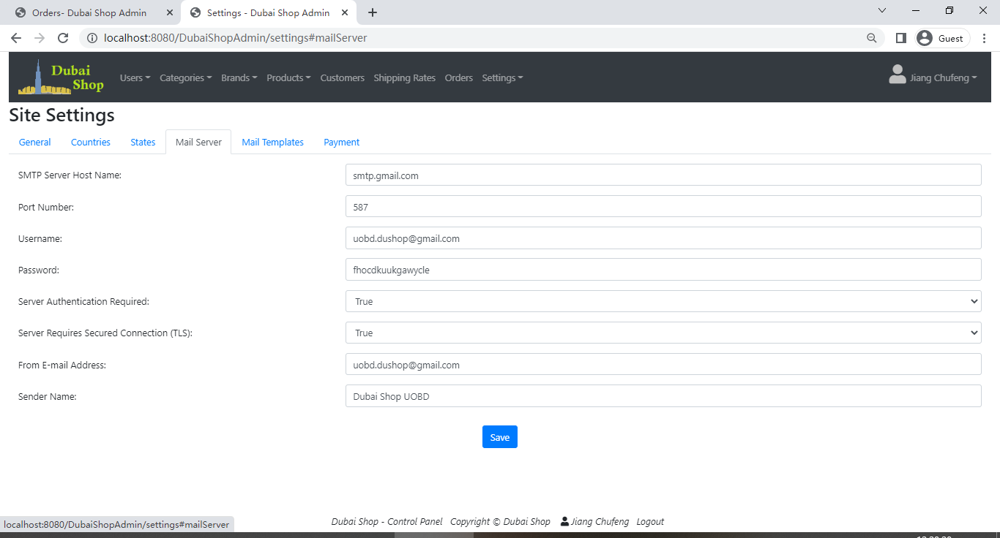 Orders- Dubai Shop Admin
Settings - Dubai Shop Admin
localhost:8080/DubaiShopAdmin/settings#mailServer
Guest
Dubai
Shop
Users Categories Brands Products Customers Shipping Rates Orders Settings
Jiang Chufeng
Site Settings
General Countries States Mail Server Mail Templates Payment
SMTP Server Host Name: smtp.gmail.com
Port Number: 587
Username: uobd.dushop@gmail.com
Password: fhocdkuukgawycle
Server Authentication Required: True
Server Requires Secured Connection (TLS): True
From E-mail Address: uobd.dushop@gmail.com
Sender Name: Dubai Shop UOBD
Save
Dubai Shop - Control Panel Copyright © Dubai Shop Jiang Chufeng Logout
localhost:8080/DubaiShopAdmin/settings#mailServer